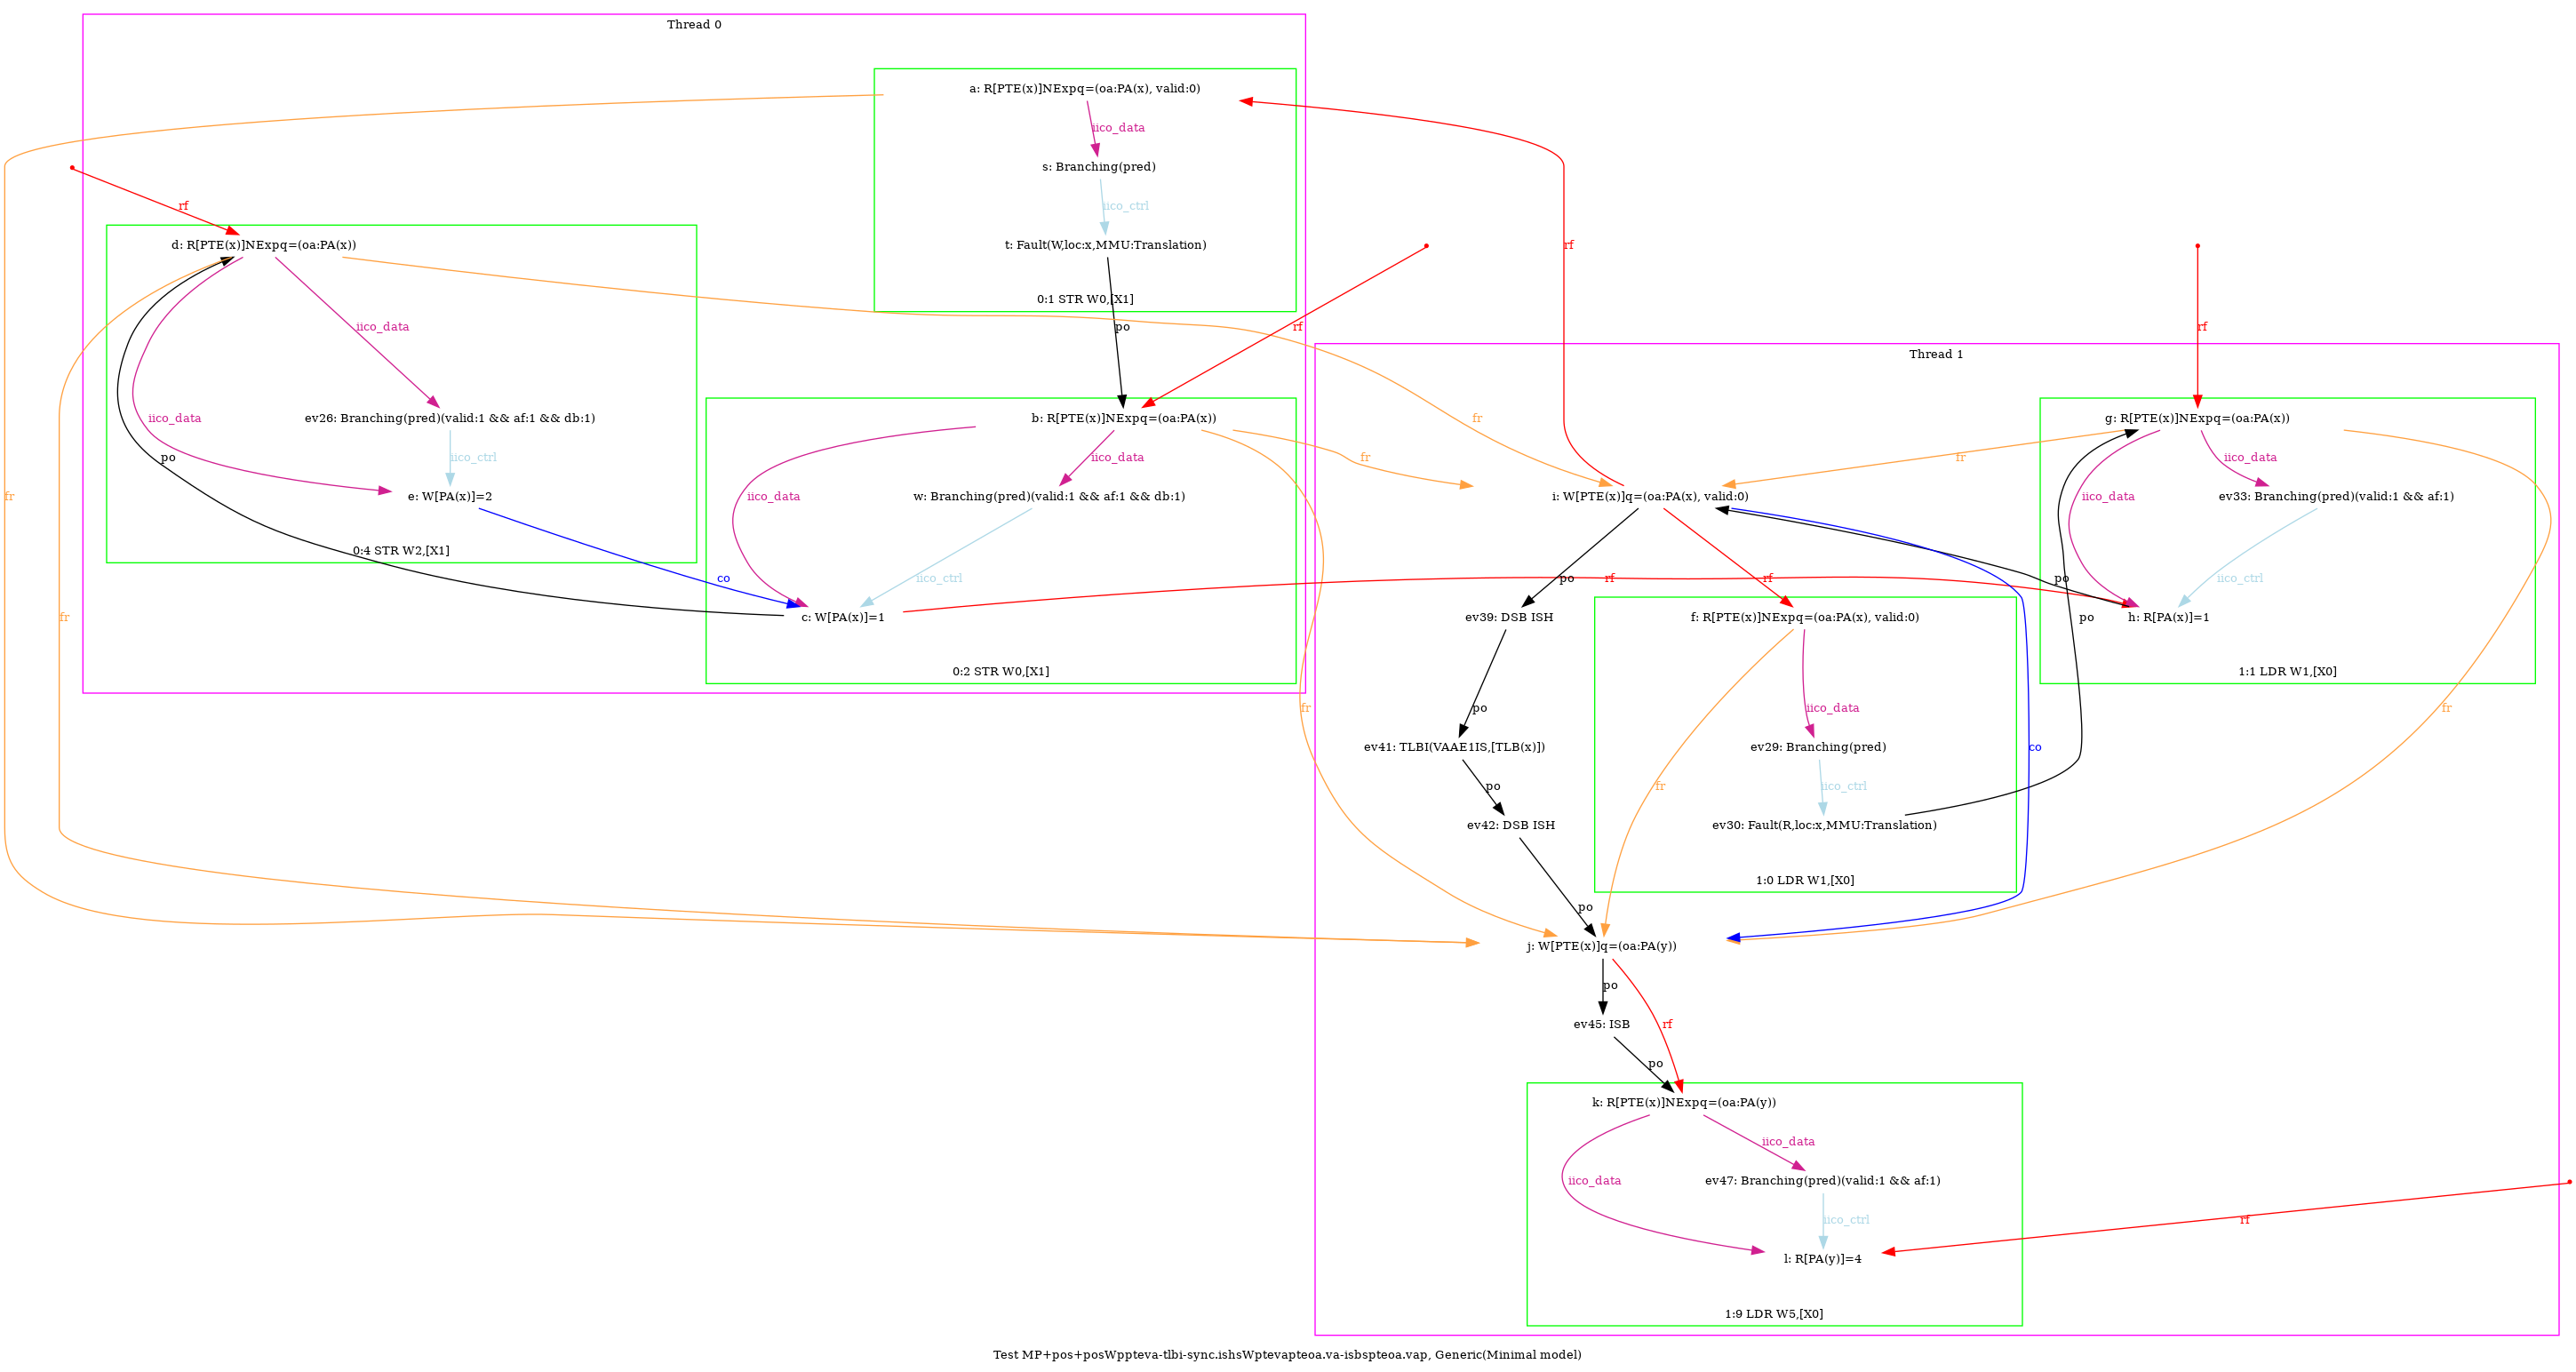 Thread 0
a: R[PTE(x)]NExpq=(oa:PA(x), valid:0)
iico_data
s: Branching(pred)
iico_ctrl
t: Fault(W,loc:x,MMU:Translation)
0:1 STR W0,[X1]
po
rf
rf
d: R[PTE(x)]NExpq=(oa:PA(x))
iico_data
iico_data
ev26: Branching(pred)(valid:1 && af:1 && db:1)
iico_ctrl
po
e: W[PA(x)]=2
0:4 STR W2,[X1]
co
fr
fr
rf
b: R[PTE(x)]NExpq=(oa:PA(x))
iico_data
iico_data
w: Branching(pred)(valid:1 && af:1 && db:1)
iico_ctrl
c: W[PA(x)]=1
0:2 STR W0,[X1]
fr
fr
fr
rf
Thread 1
rf
g: R[PTE(x)]NExpq=(oa:PA(x))
fr
iico_data
iico_data
ev33: Branching(pred)(valid:1 && af:1)
iico_ctrl
h: R[PA(x)]=1
1:1 LDR W1,[X0]
i: W[PTE(x)]q=(oa:PA(x), valid:0)
po
rf
po
po
co
fr
ev39: DSB ISH
po
ev41: TLBI(VAAE1IS,[TLB(x)])
po
ev42: DSB ISH
po
f: R[PTE(x)]NExpq=(oa:PA(x), valid:0)
iico_data
ev29: Branching(pred)
fr
iico_ctrl
ev30: Fault(R,loc:x,MMU:Translation)
1:0 LDR W1,[X0]
j: W[PTE(x)]q=(oa:PA(y))
po
rf
ev45: ISB
po
k: R[PTE(x)]NExpq=(oa:PA(y))
iico_data
iico_data
ev47: Branching(pred)(valid:1 && af:1)
iico_ctrl
rf
l: R[PA(y)]=4
1:9 LDR W5,[X0]
Test MP+pos+posWppteva-tlbi-sync.ishsWptevapteoa.va-isbspteoa.vap, Generic(Minimal model)